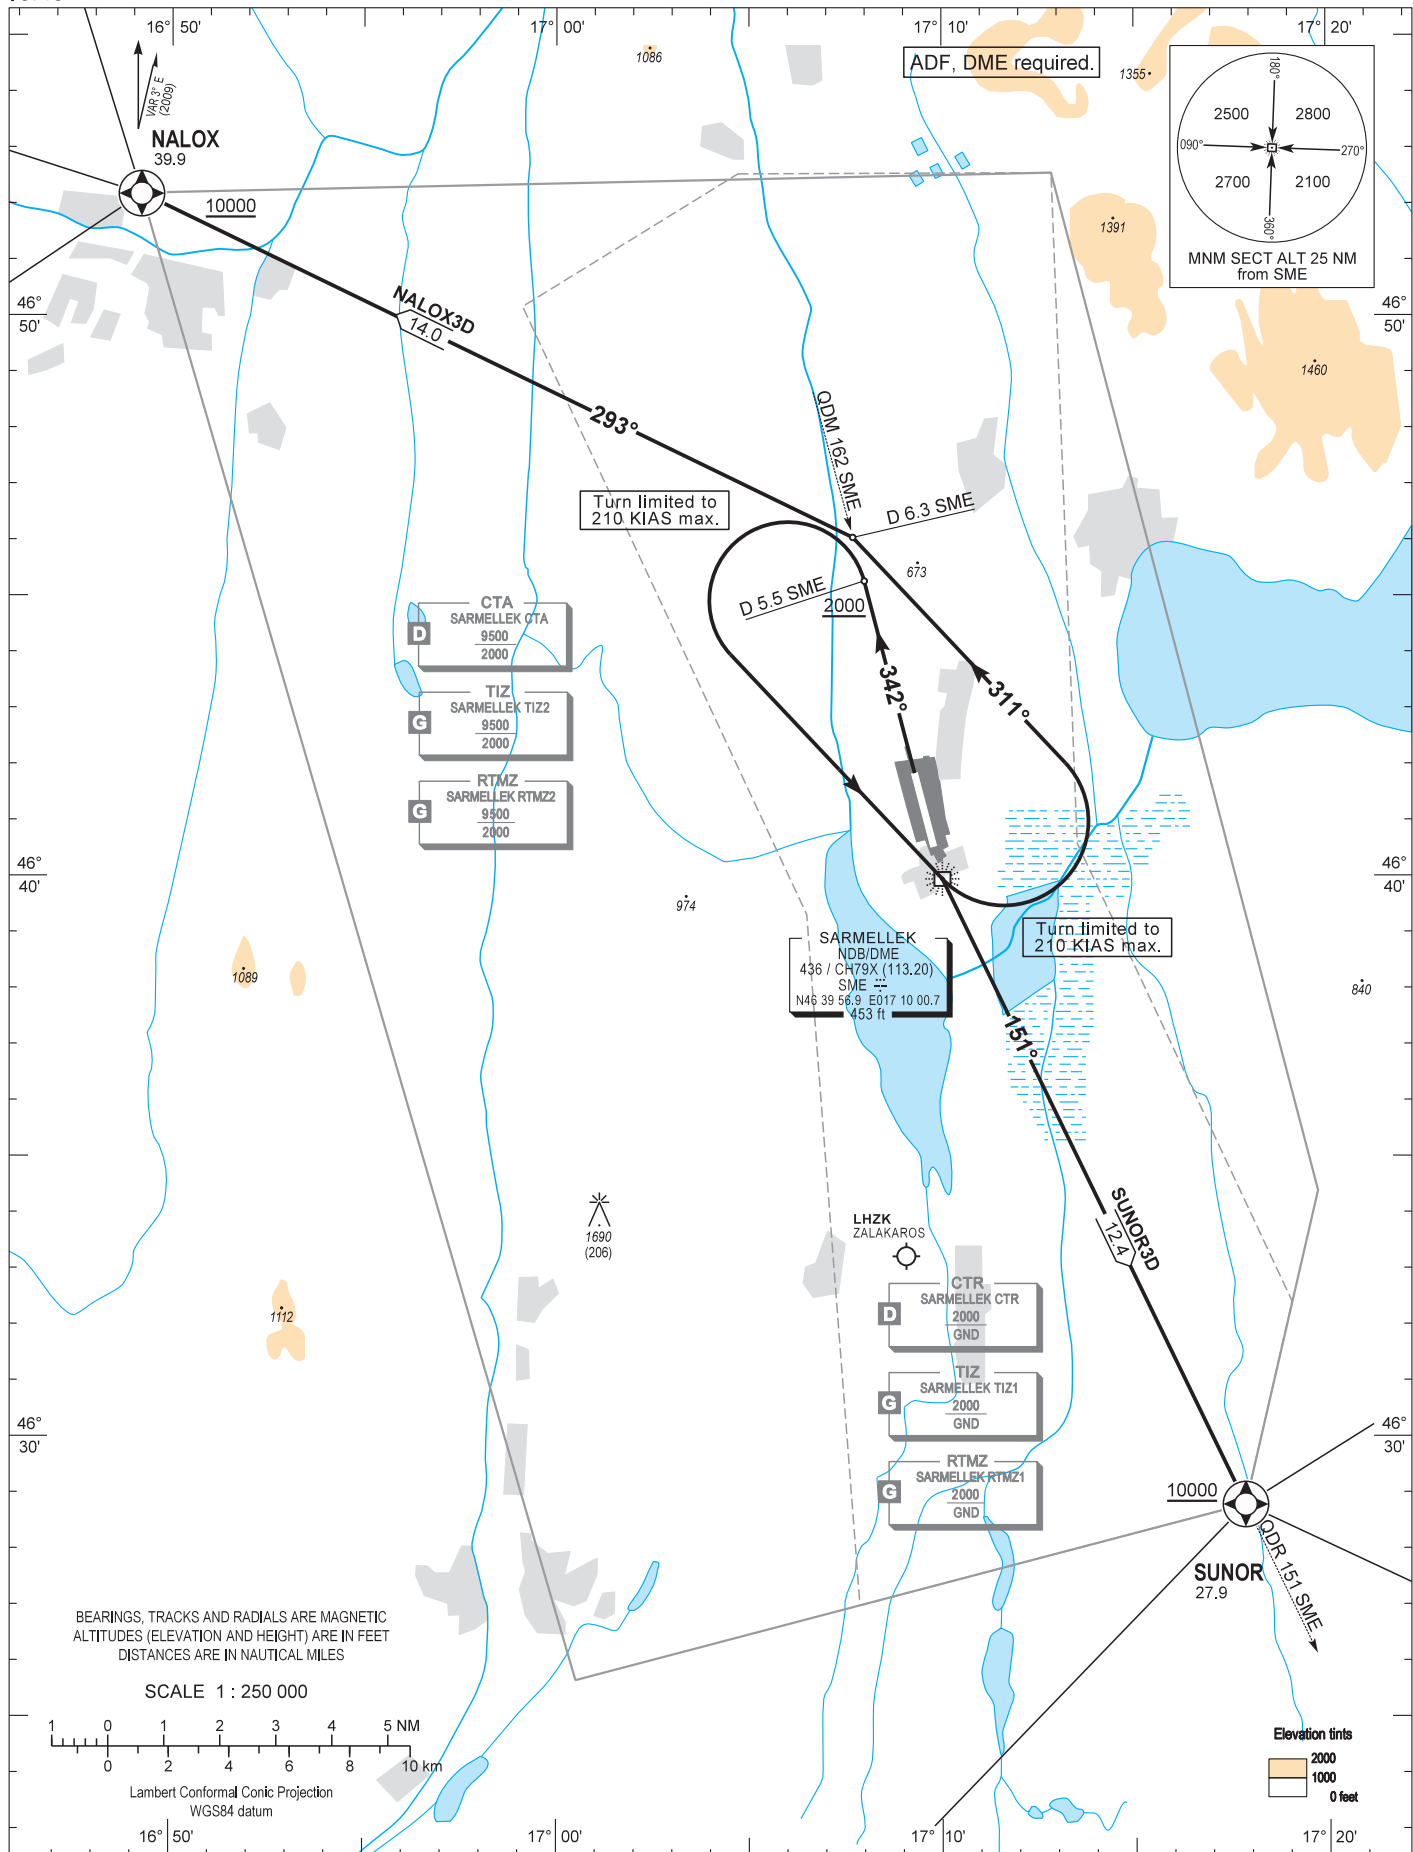 16° 50'
17° 00'
17° 10'
17° 20'
1086
ADF, DME required.
1355
180°
2500
2800
090°
270°
2700
2100
360°
MNM SECT ALT 25 NM
from SME
VAR 3° E
(2009)
NALOX
39.9
10000
1391
46°
50'
46°
50'
NALOX3D
14.0
1460
293°
QDM 162 SME
Turn limited to
210 KIAS max.
D 6.3 SME
673
D 5.5 SME
2000
CTA
SARMELLEK CTA
D
9500
2000
TIZ
SARMELLEK TIZ2
G
9500
2000
RTMZ
SARMELLEK RTMZ2
G
9500
2000
342°
311°
46°
40'
46°
40'
974
Turn limited to
210 KIAS max.
SARMELLEK
NDB/DME
436 / CH79X (113.20)
SME
N46 39 56.9 E017 10 00.7
453 ft
1089
840
151°
SUNOR3D
12.4
1690
(206)
LHZK
ZALAKAROS
CTR
SARMELLEK CTR
D
2000
GND
1112
TIZ
SARMELLEK TIZ1
G
2000
GND
46°
30'
46°
30'
RTMZ
SARMELLEK RTMZ1
G
2000
GND
10000
SUNOR
27.9
QDR 151 SME
BEARINGS, TRACKS AND RADIALS ARE MAGNETIC
ALTITUDES (ELEVATION AND HEIGHT) ARE IN FEET
DISTANCES ARE IN NAUTICAL MILES
SCALE 1 : 250 000
1 0 1 2 3 4 5 NM
0 2 4 6 8 10 km
Lambert Conformal Conic Projection
WGS84 datum
Elevation tints
2000
1000
0 feet
16° 50'
17° 00'
17° 10'
17° 20'